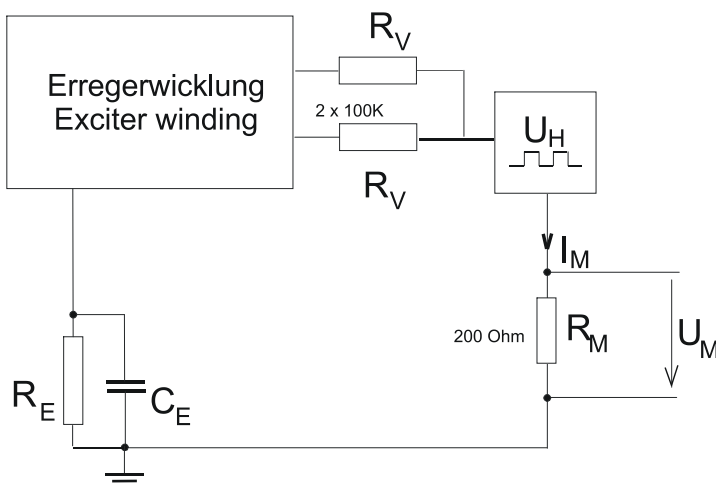 R_V
Erregerwicklung
Exciter winding
2 x 100K
U_H
R_V
I_M
200 Ohm
R_M
U_M
R_E
C_E